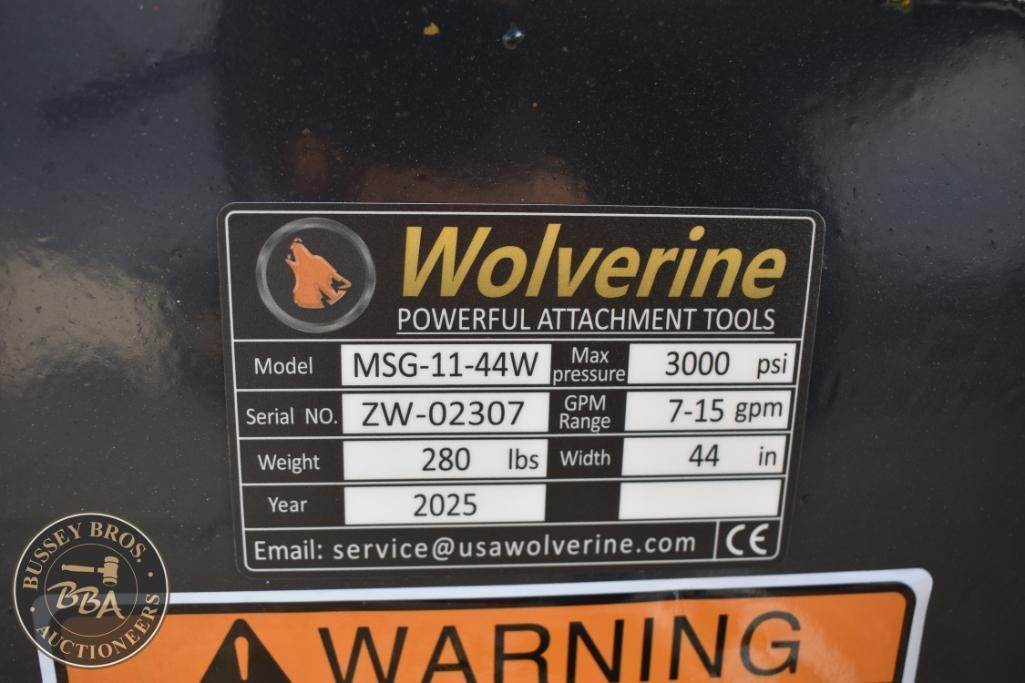 Wolverine
POWERFUL ATTACHMENT TOOLS
Model MSG-11-44W Max pressure 3000 psi
Serial NO. ZW-02307 GPM Range 7-15 gpm
Weight 280 lbs Width 44 in
Year 2025
Email: service@usawolverine.com CE
WARNING
BUSSEY BROS.
BBA
AUCTIONEERS